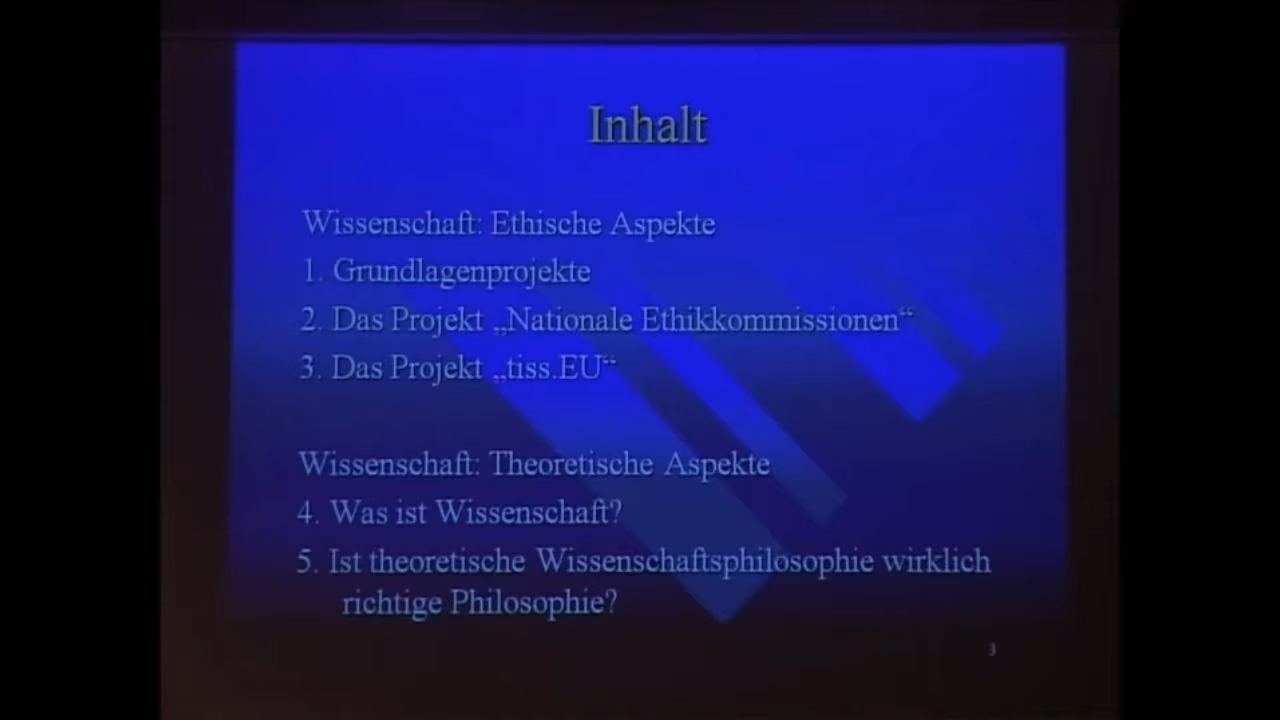 Inhalt
Wissenschaft: Ethische Aspekte
1. Grundlagenprojekte
2. Das Projekt „Nationale Ethikkommissionen“
3. Das Projekt „tiss.EU“
Wissenschaft: Theoretische Aspekte
4. Was ist Wissenschaft?
5. Ist theoretische Wissenschaftsphilosophie wirklich
richtige Philosophie?
3